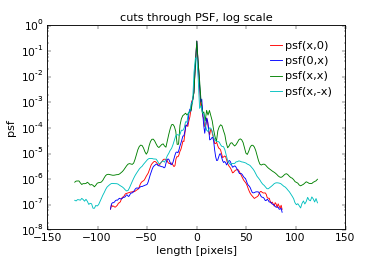 cuts through PSF, log scale
10^0
10^-1
10^-2
10^-3
10^-4
10^-5
10^-6
10^-7
10^-8
psf
psf(x,0)
psf(0,x)
psf(x,x)
psf(x,-x)
−150 −100 −50 0 50 100 150
length [pixels]